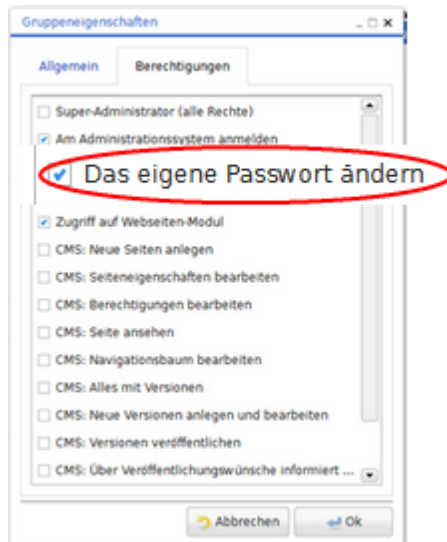 Gruppeneigenschaften
Allgemein Berechtigungen
Super-Administrator (alle Rechte)
Am Administrationssystem anmelden
Das eigene Passwort ändern
Zugriff auf Webseiten-Modul
CMS: Neue Seiten anlegen
CMS: Seiteneigenschaften bearbeiten
CMS: Berechtigungen bearbeiten
CMS: Seite ansehen
CMS: Navigationsbaum bearbeiten
CMS: Alles mit Versionen
CMS: Neue Versionen anlegen und bearbeiten
CMS: Versionen veröffentlichen
CMS: Über Veröffentlichungswünsche informiert ...
Abbrechen Ok